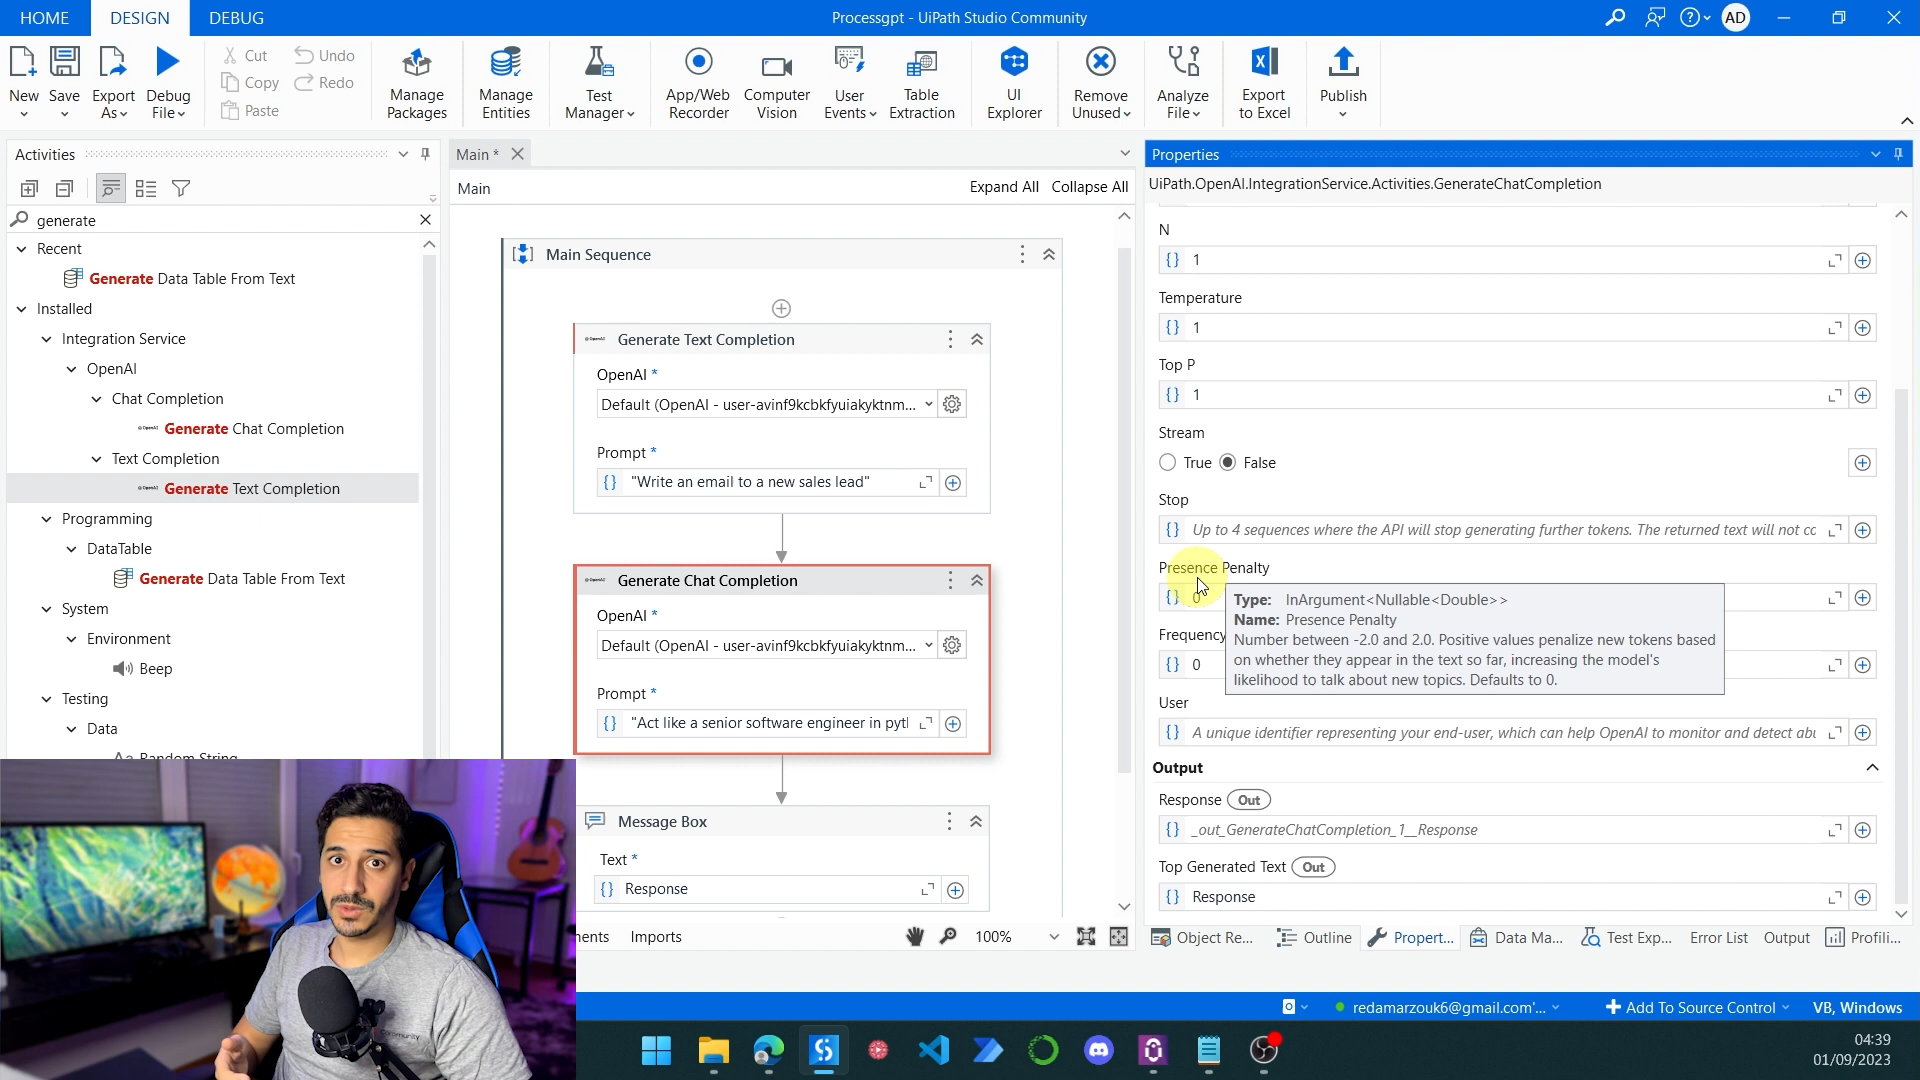 HOME
DESIGN
DEBUG
Processgpt - UiPath Studio Community
AD
New
Save
Export As
Debug File
Cut
Copy
Paste
Undo
Redo
Manage Packages
Manage Entities
Test Manager
App/Web Recorder
Computer Vision
User Events
Table Extraction
UI Explorer
Remove Unused
Analyze File
Export to Excel
Publish
Activities
generate
Recent
Generate Data Table From Text
Installed
Integration Service
OpenAI
Chat Completion
Generate Chat Completion
Text Completion
Generate Text Completion
Programming
DataTable
Generate Data Table From Text
System
Environment
Beep
Testing
Data
Random String
Main *
Main
Expand All
Collapse All
Main Sequence
Generate Text Completion
OpenAI *
Default (OpenAI - user-avinf9kcbkfyuiakyktnm...
Prompt *
"Write an email to a new sales lead"
Generate Chat Completion
OpenAI *
Default (OpenAI - user-avinf9kcbkfyuiakyktnm...
Prompt *
"Act like a senior software engineer in pyt
Message Box
Text *
Response
nents
Imports
100%
Properties
UiPath.OpenAI.IntegrationService.Activities.GenerateChatCompletion
N
1
Temperature
1
Top P
1
Stream
True
False
Stop
Up to 4 sequences where the API will stop generating further tokens. The returned text will not cc
Presence Penalty
0
Type: InArgument<Nullable<Double>>
Name: Presence Penalty
Number between -2.0 and 2.0. Positive values penalize new tokens based
on whether they appear in the text so far, increasing the model's
likelihood to talk about new topics. Defaults to 0.
Frequency
0
User
A unique identifier representing your end-user, which can help OpenAI to monitor and detect abu
Output
Response Out
_out_GenerateChatCompletion_1__Response
Top Generated Text Out
Response
Object Re...
Outline
Propert...
Data Ma...
Test Exp...
Error List
Output
Profili...
redamarzouk6@gmail.com'...
Add To Source Control
VB, Windows
04:39
01/09/2023
community